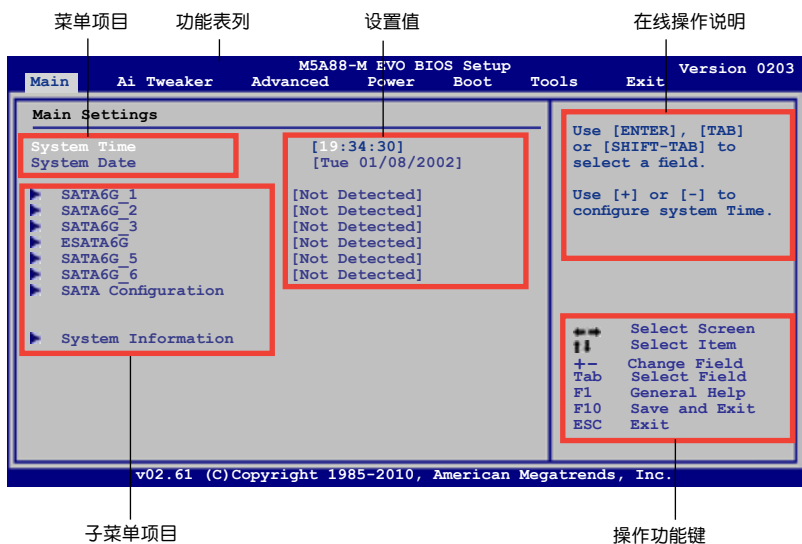 菜单项目 功能表列 设置值 在线操作说明
M5A88-M EVO BIOS Setup Version 0203
Main Ai Tweaker Advanced Power Boot Tools Exit
Main Settings
System Time [19:34:30]
System Date [Tue 01/08/2002]
SATA6G_1 [Not Detected]
SATA6G_2 [Not Detected]
SATA6G_3 [Not Detected]
ESATA6G [Not Detected]
SATA6G_5 [Not Detected]
SATA6G_6 [Not Detected]
SATA Configuration
System Information
Use [ENTER], [TAB]
or [SHIFT-TAB] to
select a field.
Use [+] or [-] to
configure system Time.
←→ Select Screen
↑↓ Select Item
+- Change Field
Tab Select Field
F1 General Help
F10 Save and Exit
ESC Exit
v02.61 (C)Copyright 1985-2010, American Megatrends, Inc.
子菜单项目 操作功能键